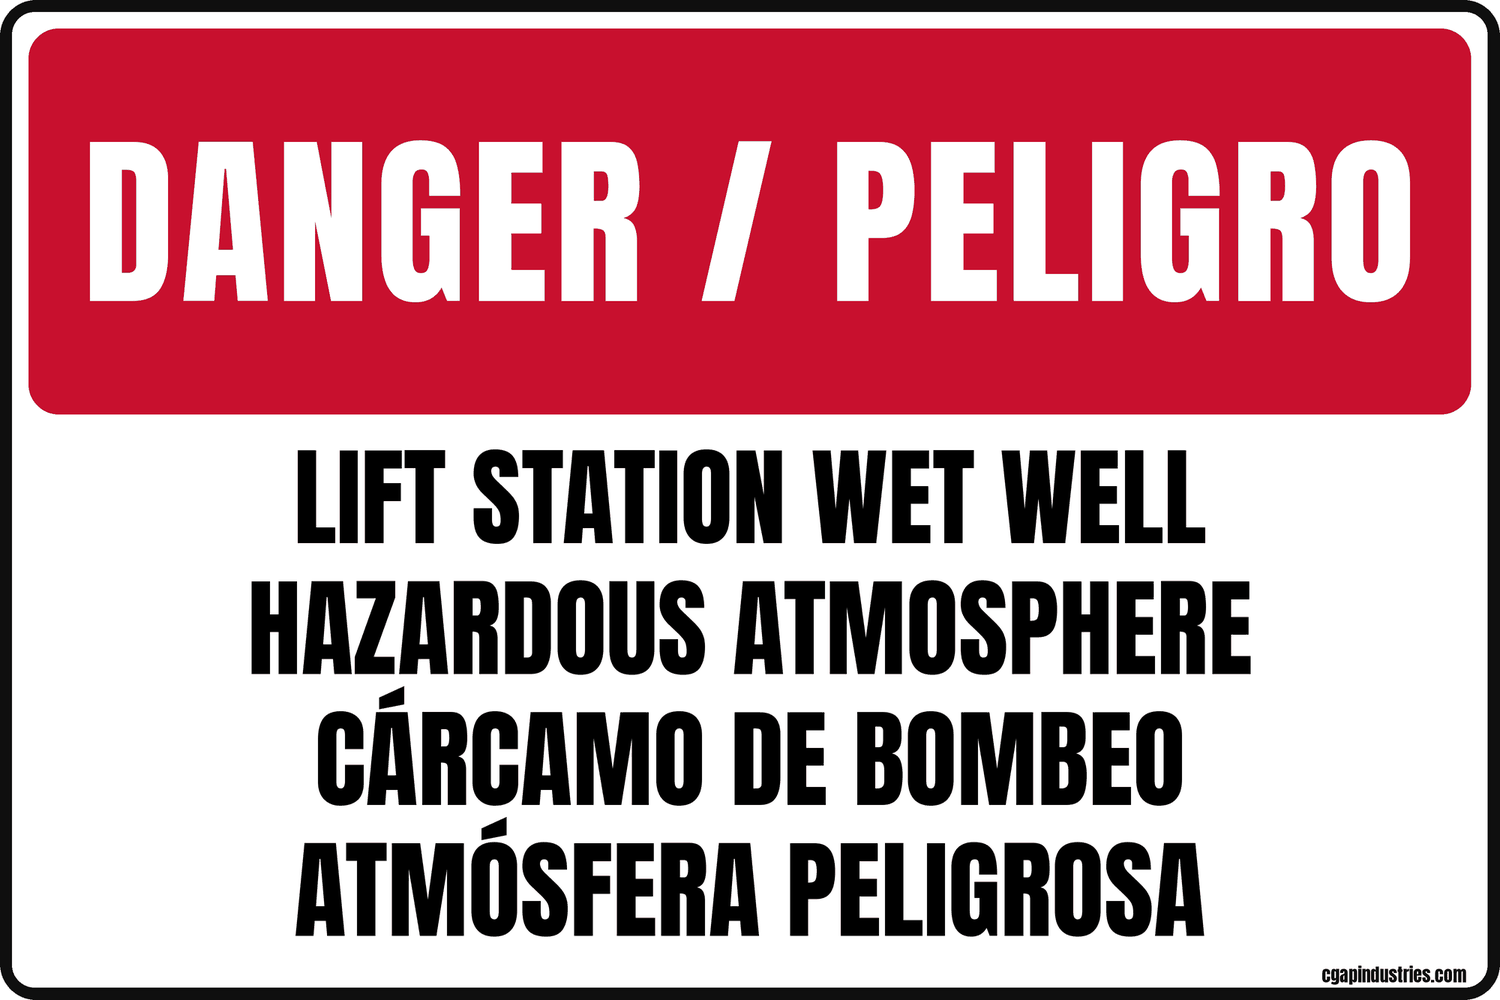 DANGER / PELIGRO
LIFT STATION WET WELL
HAZARDOUS ATMOSPHERE
CÁRCAMO DE BOMBEO
ATMÓSFERA PELIGROSA
cgapindustries.com